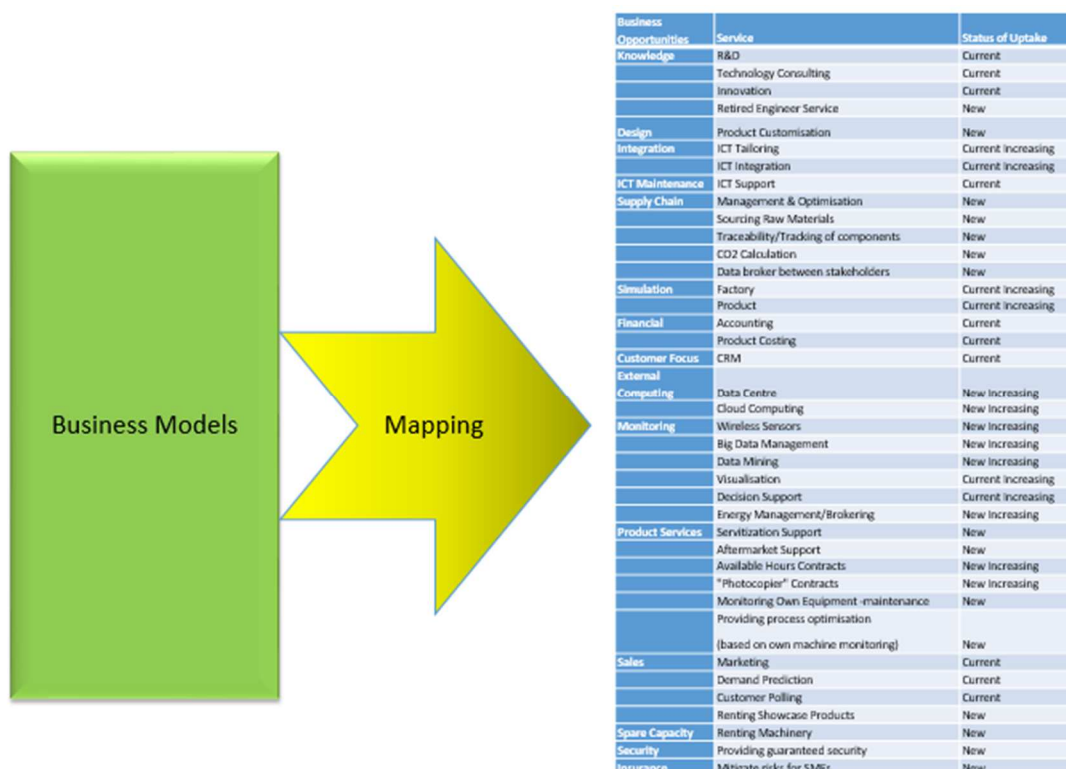 Business Models
Mapping
Business
Opportunities Service Status of Uptake
Knowledge R&D Current
Technology Consulting Current
Innovation Current
Retired Engineer Service New
Design Product Customisation New
Integration ICT Tailoring Current Increasing
ICT Integration Current Increasing
ICT Maintenance ICT Support Current
Supply Chain Management & Optimisation New
Sourcing Raw Materials New
Traceability/Tracking of components New
CO2 Calculation New
Data broker between stakeholders New
Simulation Factory Current Increasing
Product Current Increasing
Financial Accounting Current
Product Costing Current
Customer Focus CRM Current
External
Computing Data Centre New Increasing
Cloud Computing New Increasing
Monitoring Wireless Sensors New Increasing
Big Data Management New Increasing
Data Mining New Increasing
Visualisation Current Increasing
Decision Support Current Increasing
Energy Management/Brokering New Increasing
Product Services Servitization Support New
Aftermarket Support New
Available Hours Contracts New Increasing
"Photocopier" Contracts New Increasing
Monitoring Own Equipment -maintenance New
Providing process optimisation
(based on own machine monitoring) New
Sales Marketing Current
Demand Prediction Current
Customer Polling Current
Renting Showcase Products New
Spare Capacity Renting Machinery New
Security Providing guaranteed security New
Insurance Mitigate risks for SMEs New